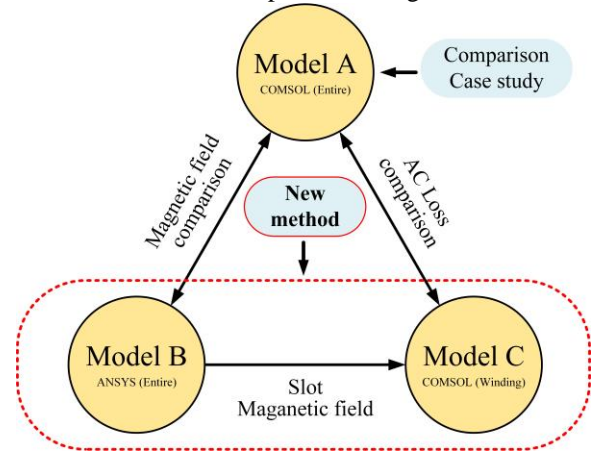 Model A
COMSOL (Entire)
Comparison
Case study
Magnetic field
comparison
AC Loss
comparison
New
method
Model B
ANSYS (Entire)
Slot
Maganetic field
Model C
COMSOL (Winding)